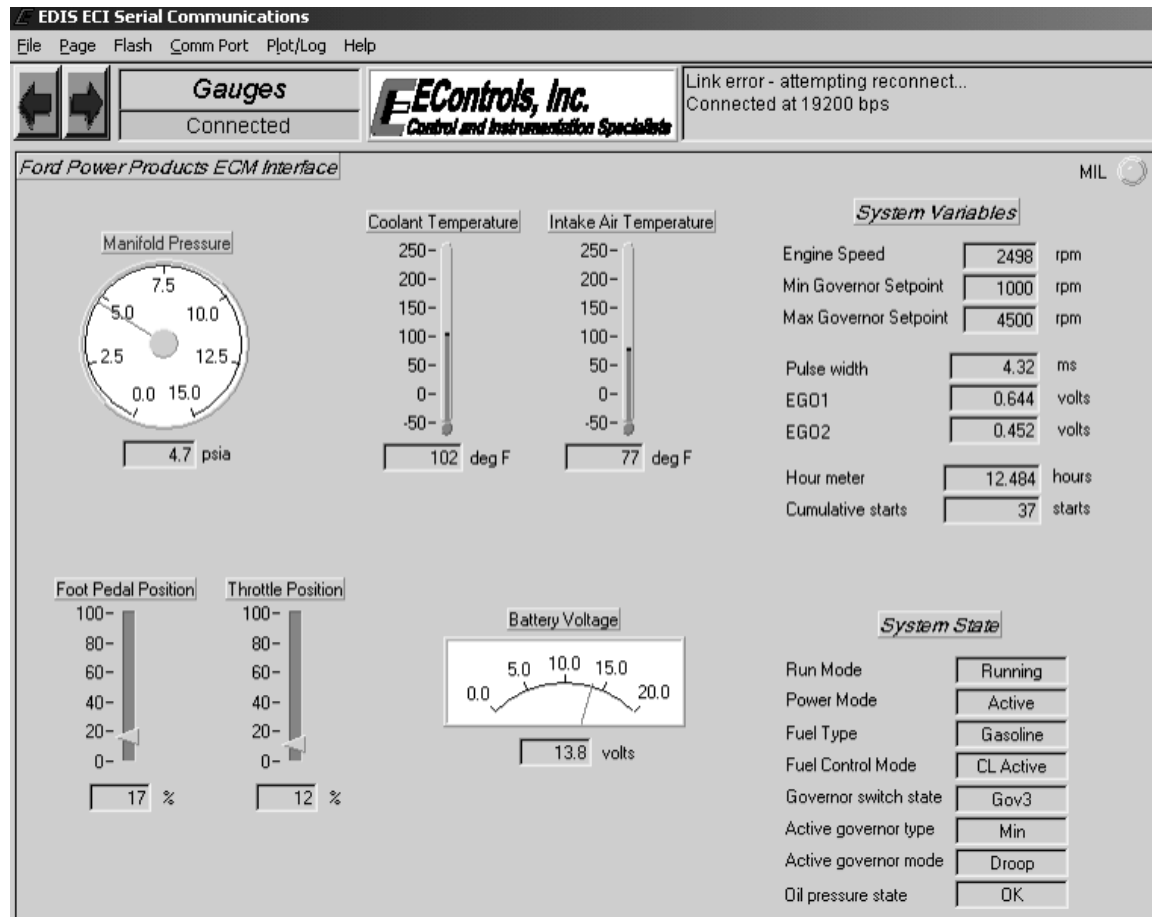 EDIS ECI Serial Communications
File Page Flash Comm Port Plot/Log Help
Gauges
Connected
EControls, Inc.
Control and Instrumentation Specialists
Link error - attempting reconnect...
Connected at 19200 bps
Ford Power Products ECM Interface
MIL
Manifold Pressure
0.0 2.5 5.0 7.5 10.0 12.5 15.0
4.7 psia
Coolant Temperature
250
200
150
100
50
0
-50
102 deg F
Intake Air Temperature
250
200
150
100
50
0
-50
77 deg F
System Variables
Engine Speed 2498 rpm
Min Governor Setpoint 1000 rpm
Max Governor Setpoint 4500 rpm
Pulse width 4.32 ms
EGO1 0.644 volts
EGO2 0.452 volts
Hour meter 12.484 hours
Cumulative starts 37 starts
Foot Pedal Position
100
80
60
40
20
0
17 %
Throttle Position
100
80
60
40
20
0
12 %
Battery Voltage
0.0 5.0 10.0 15.0 20.0
13.8 volts
System State
Run Mode Running
Power Mode Active
Fuel Type Gasoline
Fuel Control Mode CL Active
Governor switch state Gov3
Active governor type Min
Active governor mode Droop
Oil pressure state OK